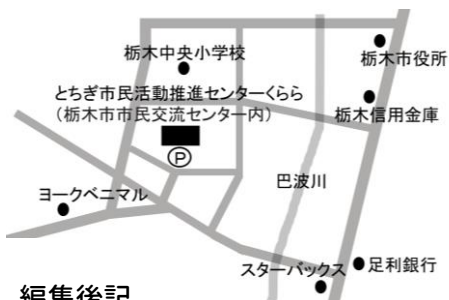 栃木中央小学校
栃木市役所
とちぎ市民活動推進センターくらら
(栃木市市民交流センター内)
栃木信用金庫
P
ヨークベニマル
巴波川
スターバックス
足利銀行
編集後記